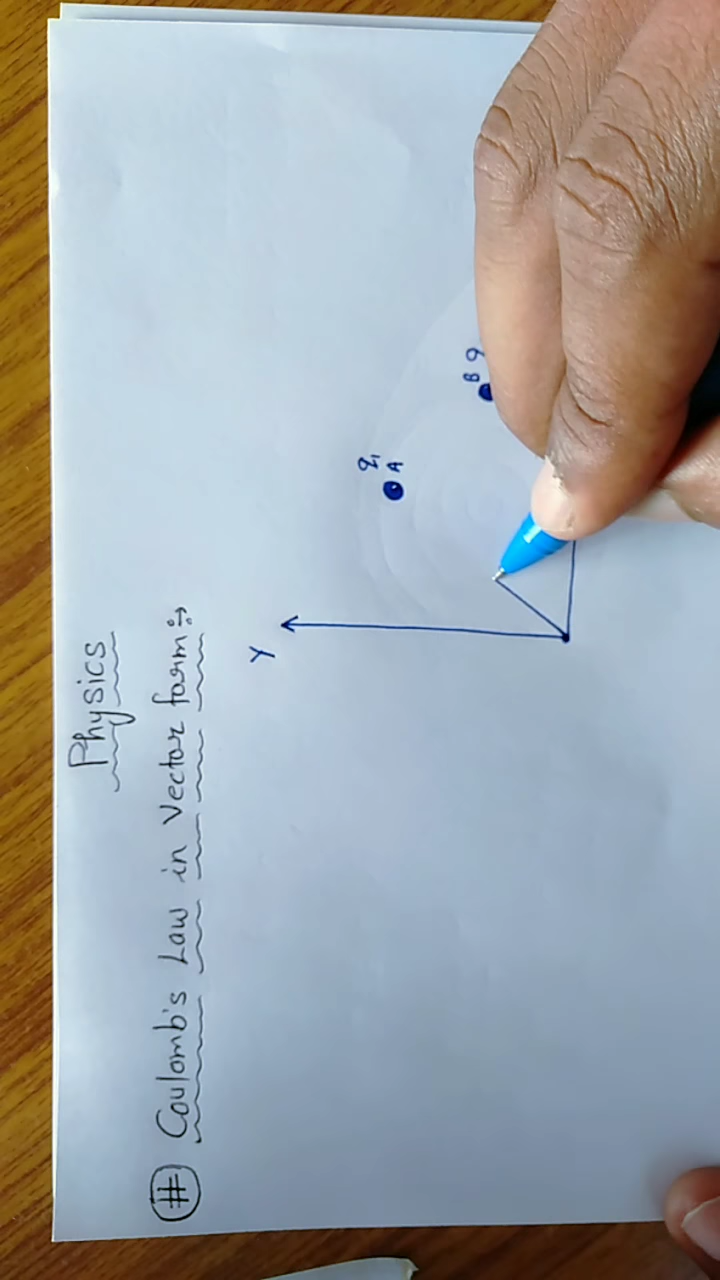 Physics
# Coulomb's Law in Vector form :→
Y
q₁
A
B q